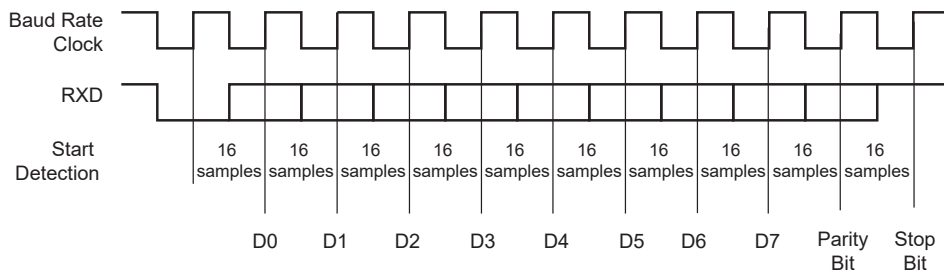 Baud Rate
Clock
RXD
Start
Detection
16 16 16 16 16 16 16 16 16 16
samples samples samples samples samples samples samples samples samples samples
D0 D1 D2 D3 D4 D5 D6 D7 Parity Stop
Bit Bit